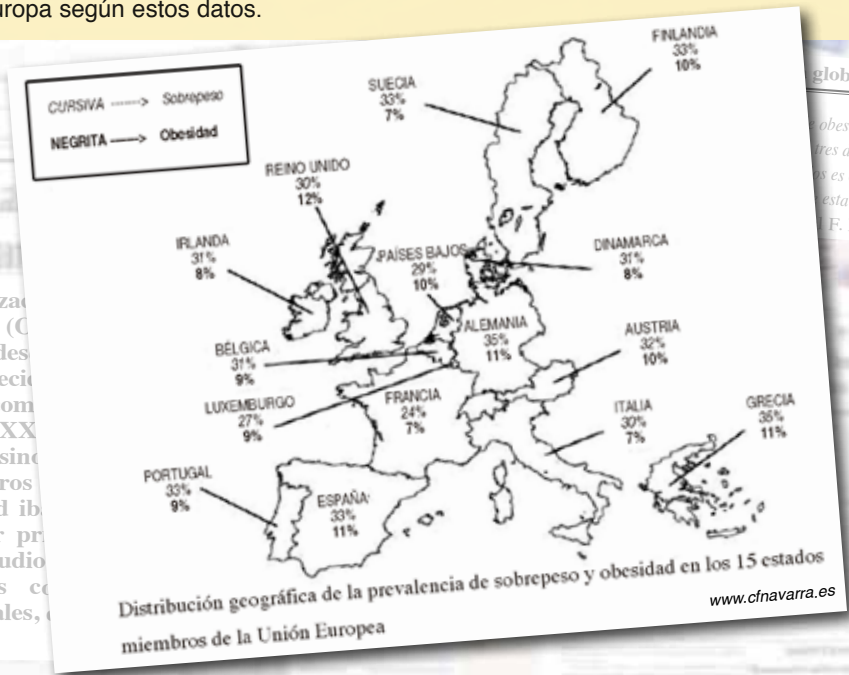 uropa según estos datos.
CURSIVA -------> Sobrepeso
NEGRITA ——> Obesidad
FINLANDIA
33%
10%
SUECIA
33%
7%
REINO UNIDO
30%
12%
IRLANDA
31%
8%
PAÍSES BAJOS
29%
10%
DINAMARCA
31%
8%
ALEMANIA
35%
11%
AUSTRIA
32%
10%
BÉLGICA
31%
9%
LUXEMBURGO
27%
9%
FRANCIA
24%
7%
ITALIA
30%
7%
GRECIA
35%
11%
PORTUGAL
33%
9%
ESPAÑA
33%
11%
Distribución geográfica de la prevalencia de sobrepeso y obesidad en los 15 estados
miembros de la Unión Europea
www.cfnavarra.es